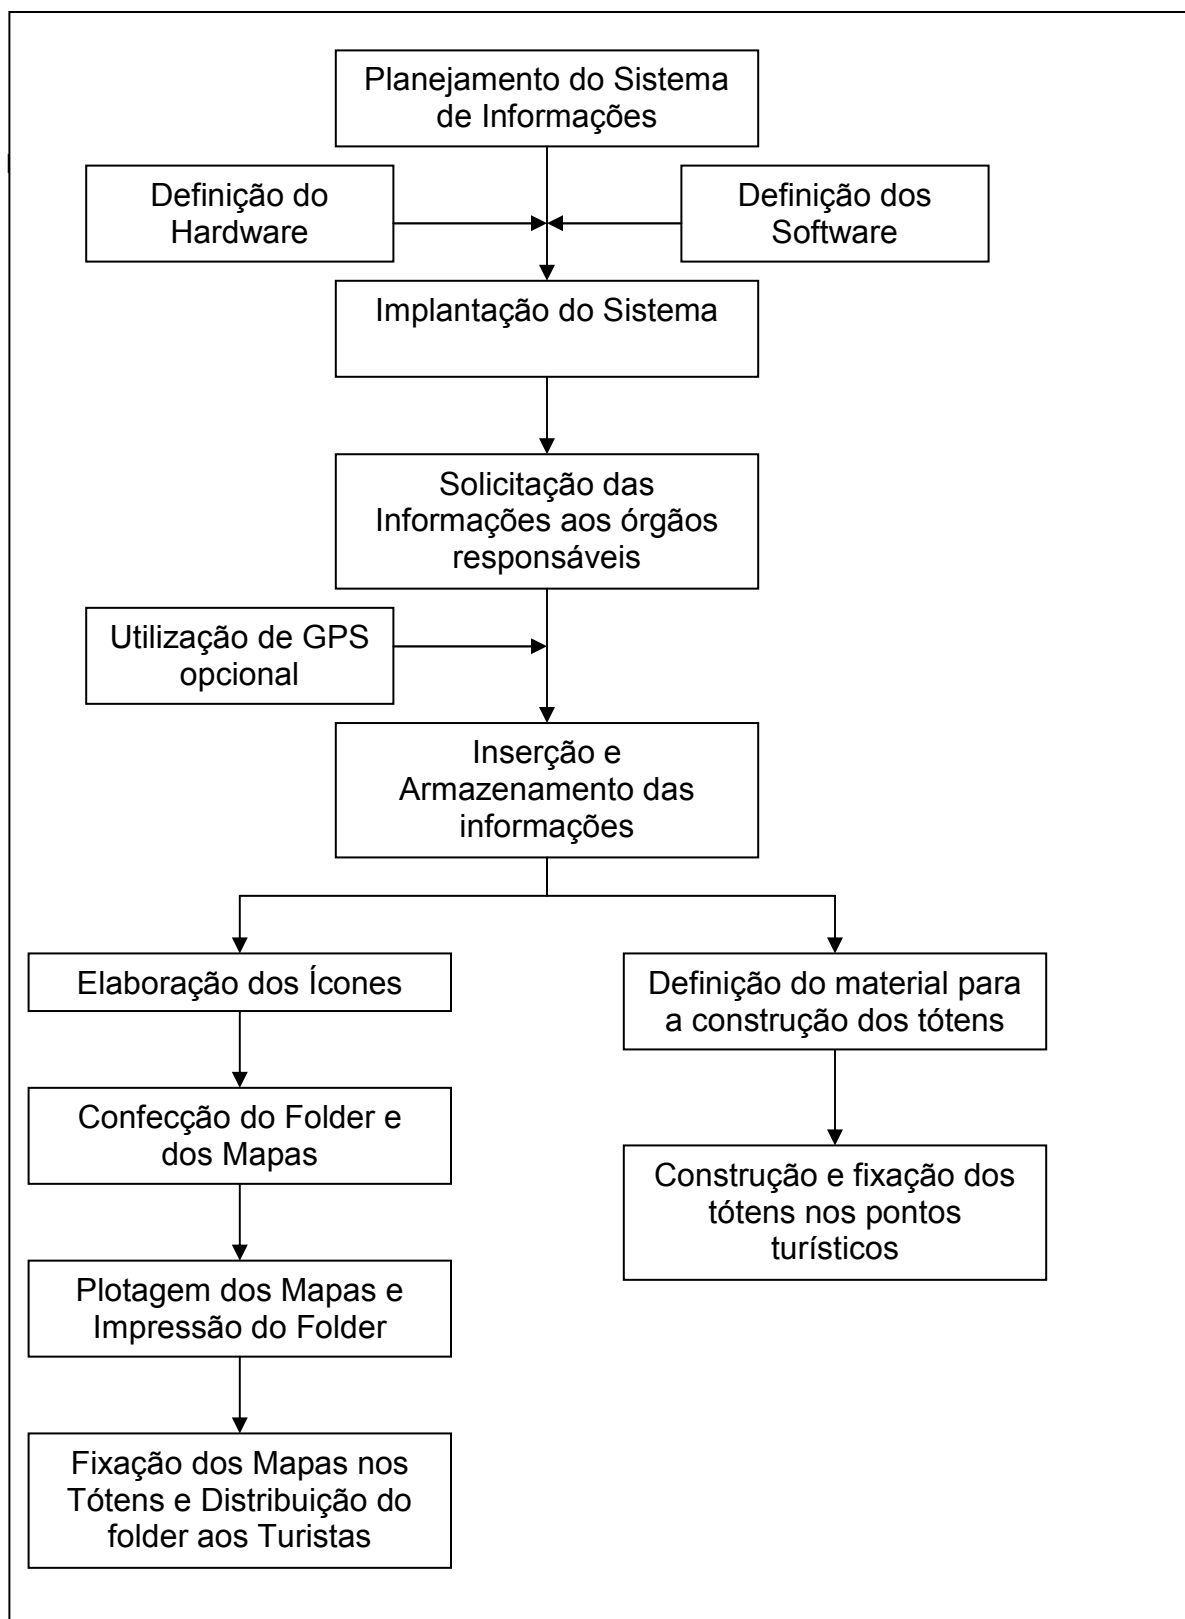 Planejamento do Sistema
de Informações
Definição do
Hardware
Definição dos
Software
Implantação do Sistema
Solicitação das
Informações aos órgãos
responsáveis
Utilização de GPS
opcional
Inserção e
Armazenamento das
informações
Elaboração dos Ícones
Definição do material para
a construção dos tótens
Confecção do Folder e
dos Mapas
Construção e fixação dos
tótens nos pontos
turísticos
Plotagem dos Mapas e
Impressão do Folder
Fixação dos Mapas nos
Tótens e Distribuição do
folder aos Turistas